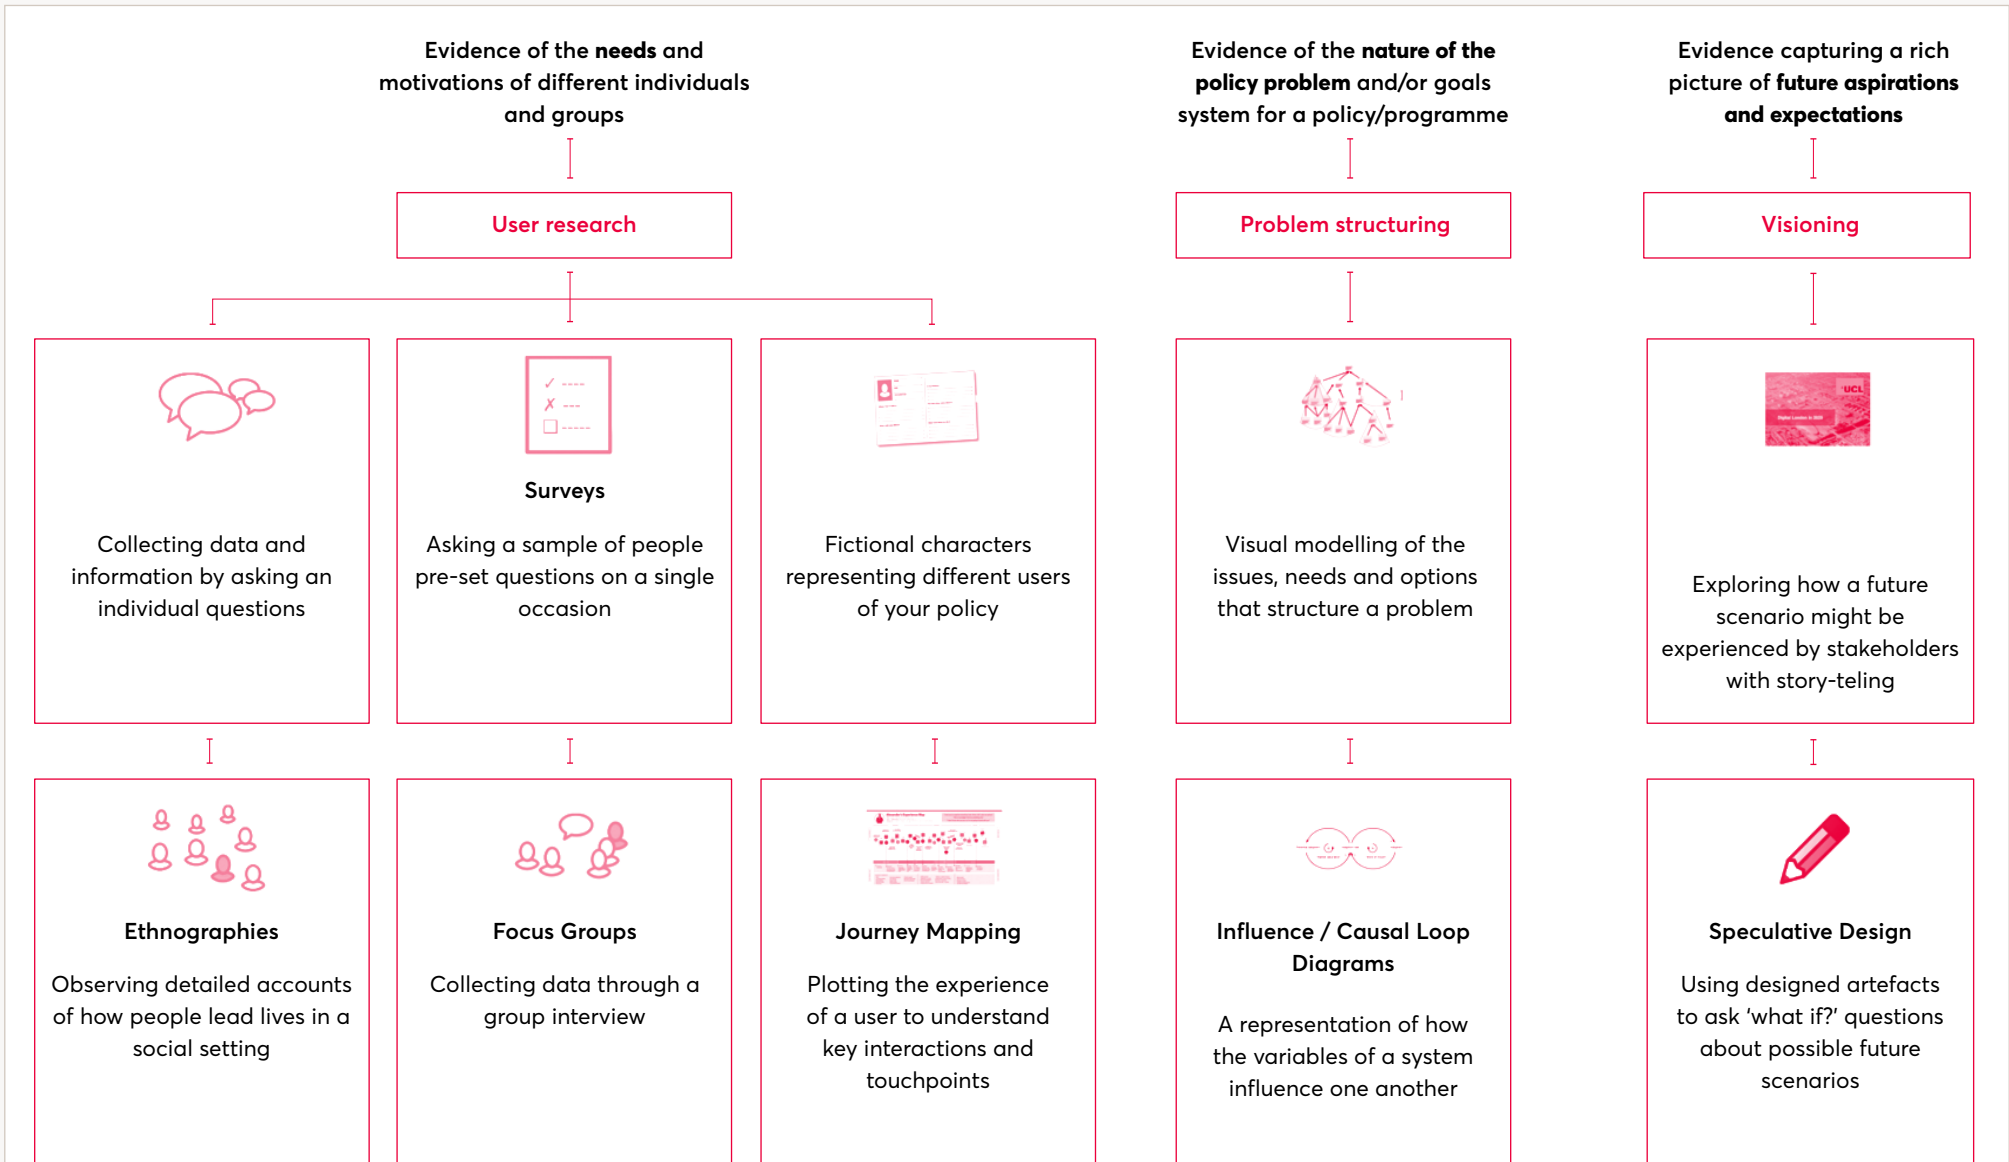 Evidence of the needs and
motivations of different individuals
and groups
Evidence of the nature of the
policy problem and/or goals
system for a policy/programme
Evidence capturing a rich
picture of future aspirations
and expectations
User research
Problem structuring
Visioning
Collecting data and
information by asking an
individual questions
Surveys
Asking a sample of people
pre-set questions on a single
occasion
Fictional characters
representing different users
of your policy
Visual modelling of the
issues, needs and options
that structure a problem
UCL
Digital London in 2035
Exploring how a future
scenario might be
experienced by stakeholders
with story-teling
Ethnographies
Observing detailed accounts
of how people lead lives in a
social setting
Focus Groups
Collecting data through a
group interview
Journey Mapping
Plotting the experience
of a user to understand
key interactions and
touchpoints
Influence / Causal Loop
Diagrams
A representation of how
the variables of a system
influence one another
Speculative Design
Using designed artefacts
to ask ‘what if?’ questions
about possible future
scenarios